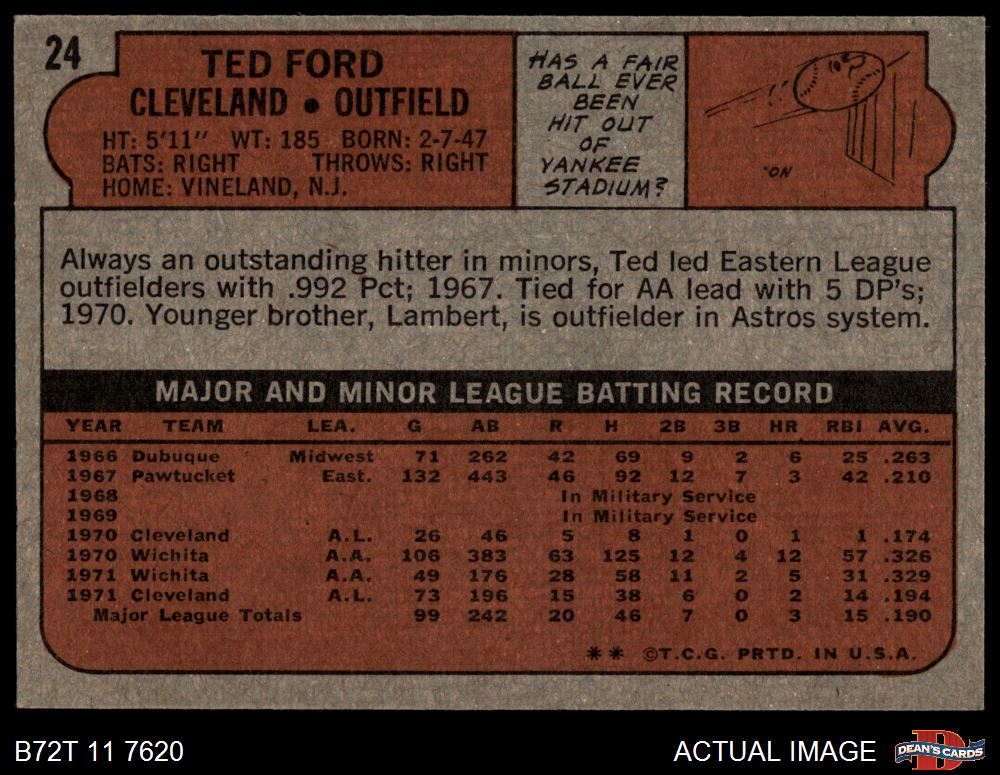 24
TED FORD
CLEVELAND • OUTFIELD
HT: 5'11" WT: 185 BORN: 2-7-47
BATS: RIGHT THROWS: RIGHT
HOME: VINELAND, N.J.
HAS A FAIR
BALL EVER
BEEN
HIT OUT
OF
YANKEE
STADIUM?
"ON
Always an outstanding hitter in minors, Ted led Eastern League
outfielders with .992 Pct; 1967. Tied for AA lead with 5 DP's;
1970. Younger brother, Lambert, is outfielder in Astros system.
MAJOR AND MINOR LEAGUE BATTING RECORD
YEAR TEAM LEA. G AB R H 2B 3B HR RBI AVG.
1966 Dubuque Midwest 71 262 42 69 9 2 6 25 .263
1967 Pawtucket East. 132 443 46 92 12 7 3 42 .210
1968 In Military Service
1969 In Military Service
1970 Cleveland A.L. 26 46 5 8 1 0 1 1 .174
1970 Wichita A.A. 106 383 63 125 12 4 12 57 .326
1971 Wichita A.A. 49 176 28 58 11 2 5 31 .329
1971 Cleveland A.L. 73 196 15 38 6 0 2 14 .194
Major League Totals 99 242 20 46 7 0 3 15 .190
** ©T.C.G. PRTD. IN U.S.A.
B72T 11 7620
ACTUAL IMAGE
DEAN'S CARDS